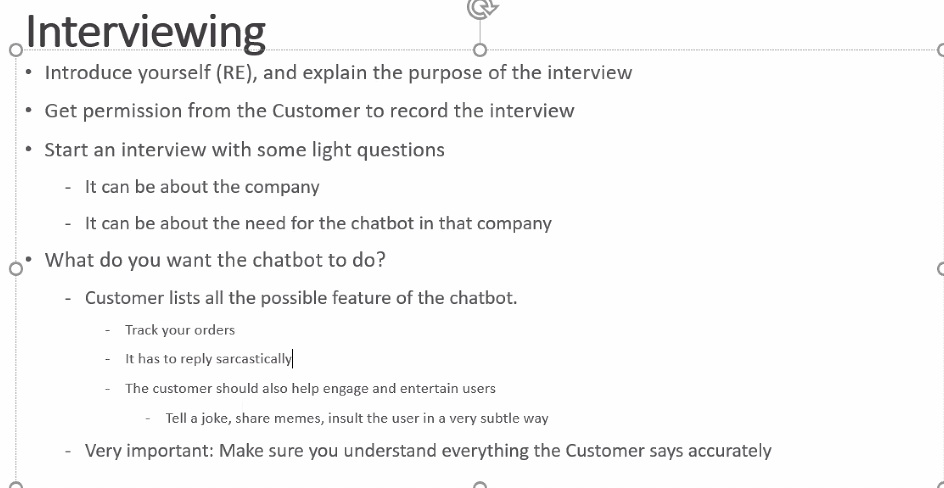 Interviewing
• Introduce yourself (RE), and explain the purpose of the interview
• Get permission from the Customer to record the interview
• Start an interview with some light questions
- It can be about the company
- It can be about the need for the chatbot in that company
• What do you want the chatbot to do?
- Customer lists all the possible feature of the chatbot.
- Track your orders
- It has to reply sarcastically
- The customer should also help engage and entertain users
- Tell a joke, share memes, insult the user in a very subtle way
- Very important: Make sure you understand everything the Customer says accurately